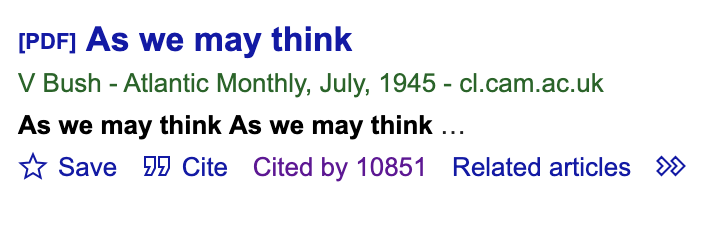 [PDF] As we may think
V Bush - Atlantic Monthly, July, 1945 - cl.cam.ac.uk
As we may think As we may think …
Save Cite Cited by 10851 Related articles